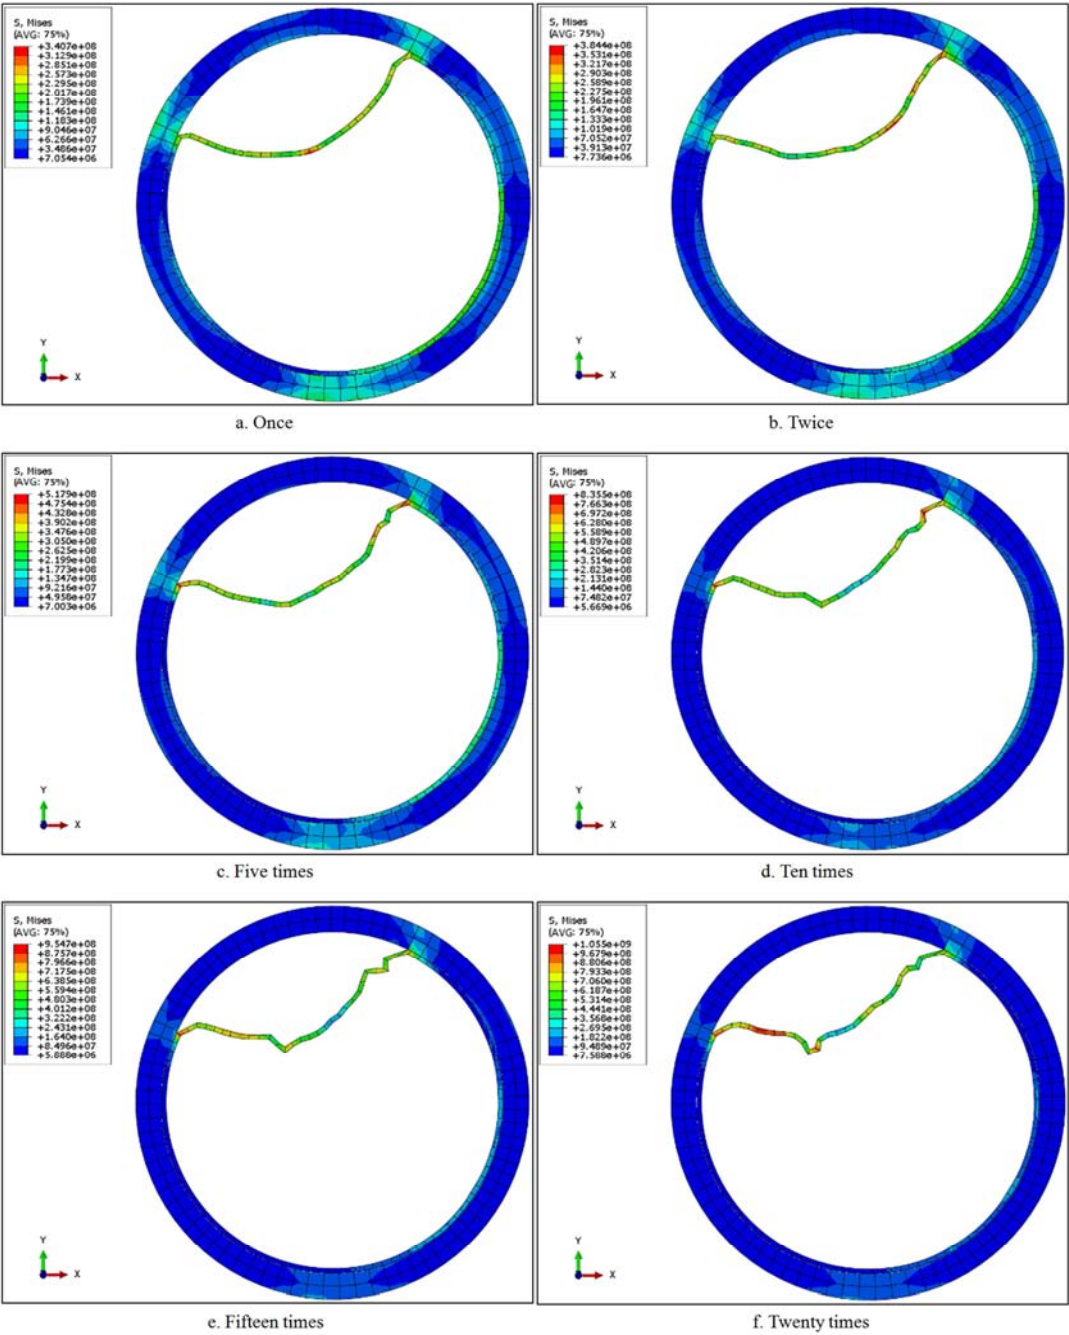 S, Mises
(AVG: 75%)
+3.407e+08
+3.129e+08
+2.851e+08
+2.573e+08
+2.295e+08
+2.017e+08
+1.739e+08
+1.461e+08
+1.183e+08
+9.046e+07
+6.266e+07
+3.486e+07
+7.054e+06
Y
X
a. Once
S, Mises
(AVG: 75%)
+3.844e+08
+3.531e+08
+3.217e+08
+2.903e+08
+2.589e+08
+2.275e+08
+1.961e+08
+1.647e+08
+1.333e+08
+1.019e+08
+7.052e+07
+3.913e+07
+7.736e+06
Y
X
b. Twice
S, Mises
(AVG: 75%)
+5.179e+08
+4.754e+08
+4.328e+08
+3.902e+08
+3.476e+08
+3.050e+08
+2.625e+08
+2.199e+08
+1.773e+08
+1.347e+08
+9.216e+07
+4.958e+07
+7.003e+06
Y
X
c. Five times
S, Mises
(AVG: 75%)
+8.355e+08
+7.663e+08
+6.972e+08
+6.280e+08
+5.589e+08
+4.897e+08
+4.206e+08
+3.514e+08
+2.823e+08
+2.131e+08
+1.440e+08
+7.482e+07
+5.669e+06
Y
X
d. Ten times
S, Mises
(AVG: 75%)
+9.547e+08
+8.757e+08
+7.966e+08
+7.175e+08
+6.385e+08
+5.594e+08
+4.803e+08
+4.012e+08
+3.222e+08
+2.431e+08
+1.640e+08
+8.496e+07
+5.888e+06
Y
X
e. Fifteen times
S, Mises
(AVG: 75%)
+1.055e+09
+9.679e+08
+8.806e+08
+7.933e+08
+7.060e+08
+6.187e+08
+5.314e+08
+4.441e+08
+3.568e+08
+2.695e+08
+1.822e+08
+9.489e+07
+7.588e+06
Y
X
f. Twenty times